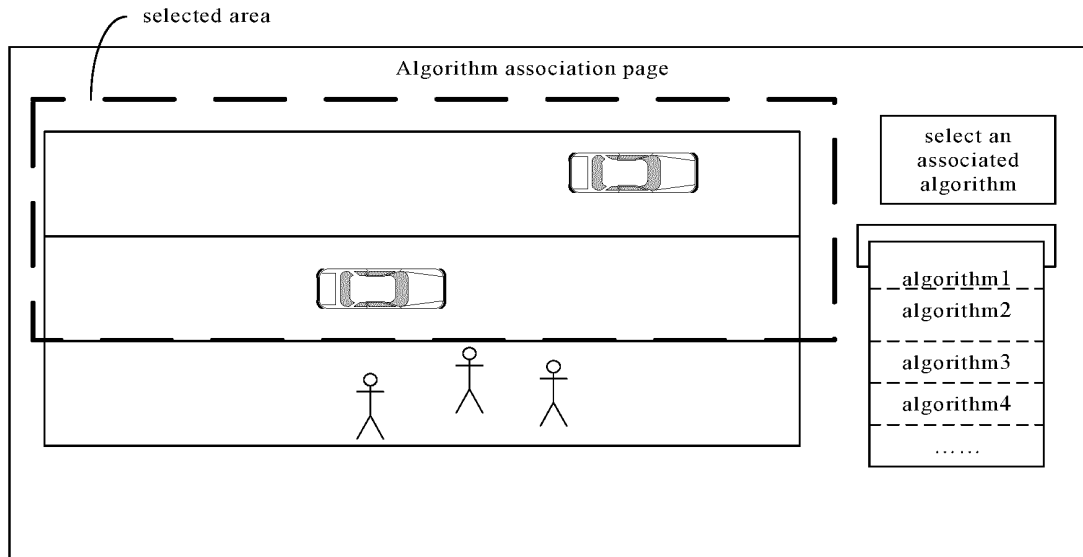 selected area
Algorithm association page
select an
associated
algorithm
algorithm1
algorithm2
algorithm3
algorithm4
……